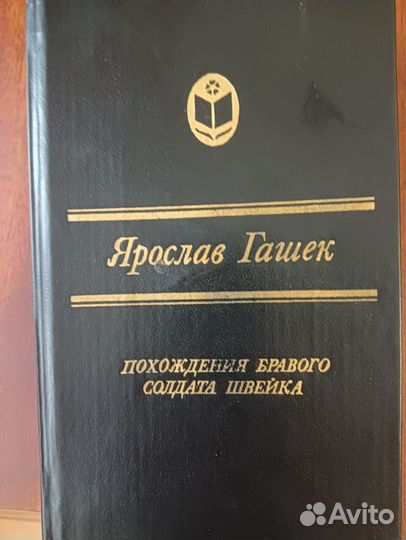 Ярослав Гашек
ПОХОЖДЕНИЯ БРАВОГО
СОЛДАТА ШВЕЙКА
Avito